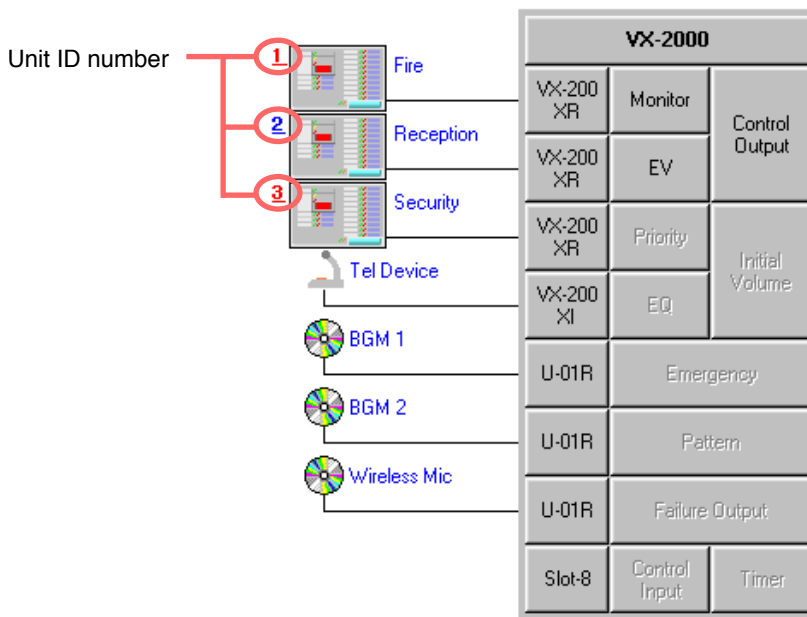 Unit ID number
1
Fire
2
Reception
3
Security
Tel Device
BGM 1
BGM 2
Wireless Mic
VX-2000
VX-200
XR
Monitor
Control
Output
VX-200
XR
EV
VX-200
XR
Priority
Initial
Volume
VX-200
XI
EQ
U-01R
Emergency
U-01R
Pattern
U-01R
Failure Output
Slot-8
Control
Input
Timer